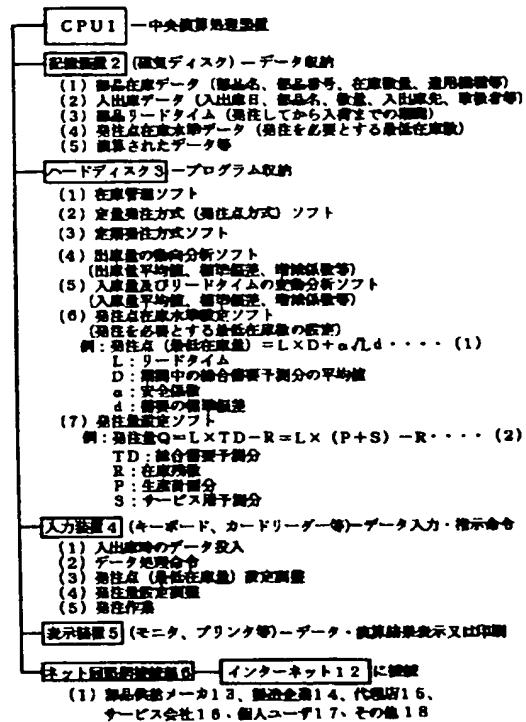 CPU1 ―中央演算処理装置
記憶装置2 (磁気ディスク)―データ収納
(1) 部品在庫データ (部品名、部品番号、在庫数量、適用機種等)
(2) 入出庫データ (入出庫日、部品名、数量、入出庫先、取扱者等)
(3) 部品リードタイム (発注してから入荷までの期間)
(4) 発注点在庫水準データ (発注を必要とする最低在庫数)
(5) 演算されたデータ等
ハードディスク3 ―プログラム収納
(1) 在庫管理ソフト
(2) 定量発注方式 (発注点方式) ソフト
(3) 定期発注方式ソフト
(4) 出庫量の動向分析ソフト
(出庫量平均値、標準偏差、増減係数等)
(5) 入庫量及びリードタイムの変動分析ソフト
(入庫量平均値、標準偏差、増減係数等)
(6) 発注点在庫水準設定ソフト
(発注を必要とする最低在庫数の設定)
例:発注点 (最低在庫量) =L×D+α√Ld ・・・・ (1)
L:リードタイム
D:期間中の総合需要予測分の平均値
α:安全係数
d:需要の標準偏差
(7) 発注量設定ソフト
例:発注量Q=L×TD-R=L× (P+S) -R・・・・ (2)
TD:総合需要予測分
R:在庫残数
P:生産計画分
S:サービス用予測分
入力装置4 (キーボード、カードリーダー等)―データ入力・指示命令
(1) 入出庫時のデータ投入
(2) データ処理命令
(3) 発注点 (最低在庫量) 設定調整
(4) 発注量設定調整
(5) 発注作業
表示装置5 (モニタ、プリンタ等)―データ・演算結果表示又は印刷
ネット回路網接続器6 ― インターネット12 に接続
(1) 部品供給メーカ13、製造企業14、代理店15、
サービス会社16、個人ユーザ17、その他18